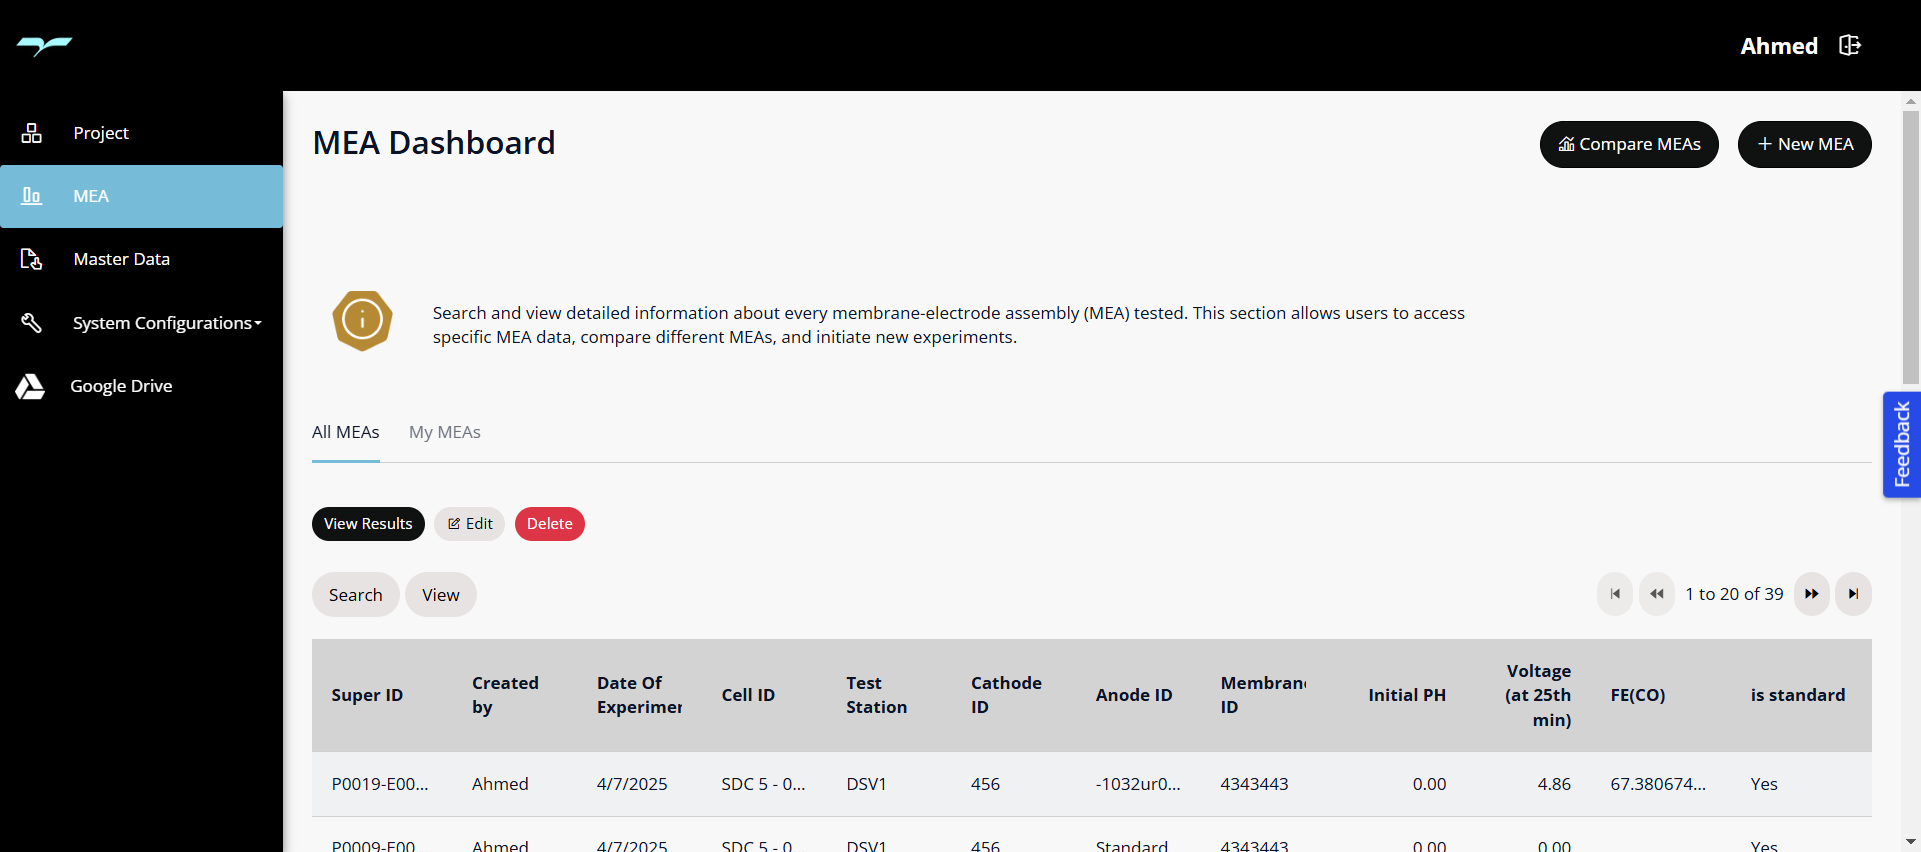 Ahmed
Project
MEA
Master Data
System Configurations
Google Drive
MEA Dashboard
Compare MEAs
+ New MEA
Search and view detailed information about every membrane-electrode assembly (MEA) tested. This section allows users to access
specific MEA data, compare different MEAs, and initiate new experiments.
All MEAs My MEAs
Feedback
View Results Edit Delete
Search View
1 to 20 of 39
Super ID
Created
by
Date Of
Experimer
Cell ID
Test
Station
Cathode
ID
Anode ID
Membran
ID
Initial PH
Voltage
(at 25th
min)
FE(CO)
is standard
P0019-E00... Ahmed 4/7/2025 SDC 5 - 0... DSV1 456 -1032ur0... 4343443 0.00 4.86 67.380674... Yes
P0009-E00... Ahmed 4/7/2025 SDC 5 - 0... DSV1 456 Standard 4343443 0.00 0.00 Yes